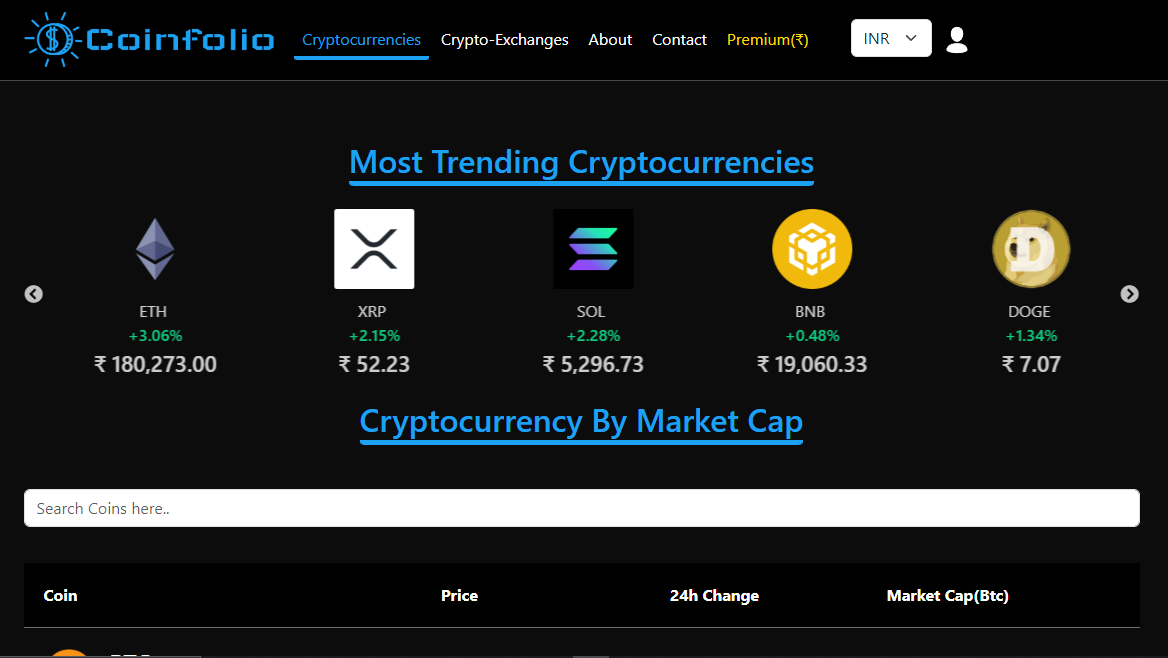 Coinfolio Cryptocurrencies Crypto-Exchanges About Contact Premium(₹) INR
Most Trending Cryptocurrencies
ETH XRP SOL BNB DOGE
+3.06% +2.15% +2.28% +0.48% +1.34%
₹ 180,273.00 ₹ 52.23 ₹ 5,296.73 ₹ 19,060.33 ₹ 7.07
Cryptocurrency By Market Cap
Search Coins here..
Coin Price 24h Change Market Cap(Btc)